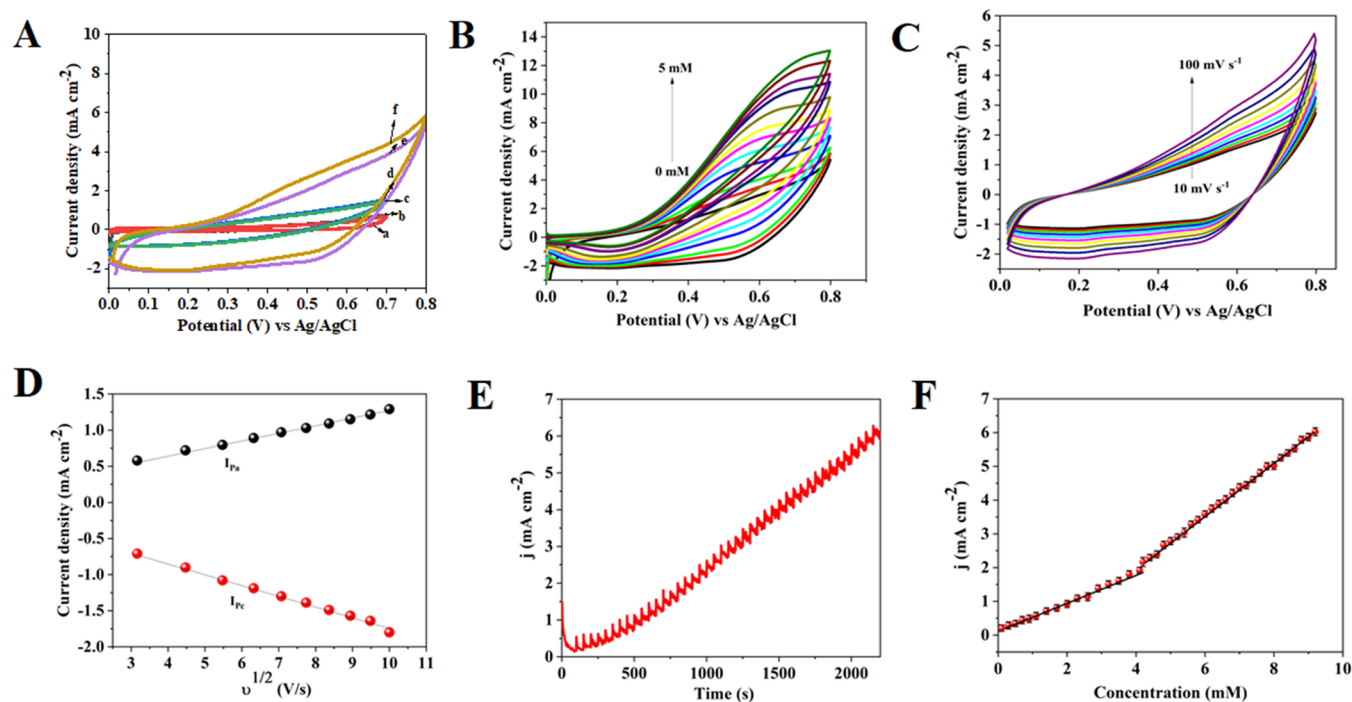 A
Current density (mA cm-2)
10
8
6
4
2
0
-2
f
e
d
c
b
a
0.0 0.1 0.2 0.3 0.4 0.5 0.6 0.7 0.8
Potential (V) vs Ag/AgCl
B
Current density (mA cm-2)
14
12
10
8
6
4
2
0
-2
5 mM
0 mM
0.0 0.2 0.4 0.6 0.8
Potential (V) vs Ag/AgCl
C
Current density (mA cm-2)
6
5
4
3
2
1
0
-1
-2
100 mV s-1
10 mV s-1
0.0 0.2 0.4 0.6 0.8
Potential (V) vs Ag/AgCl
D
Current density (mA cm-2)
1.5
1.0
0.5
0.0
-0.5
-1.0
-1.5
-2.0
IPa
IPc
3 4 5 6 7 8 9 10 11
υ1/2 (V/s)
E
j (mA cm-2)
7
6
5
4
3
2
1
0
0 500 1000 1500 2000
Time (s)
F
j (mA cm-2)
7
6
5
4
3
2
1
0
0 2 4 6 8 10
Concentration (mM)